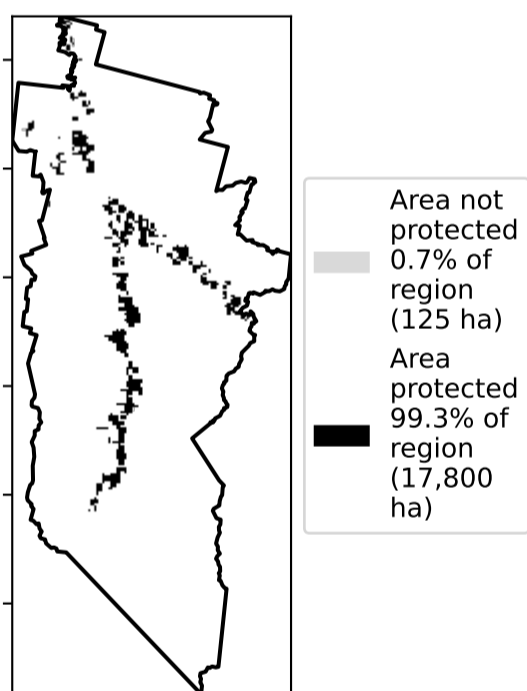 Area not
protected
0.7% of
region
(125 ha)
Area
protected
99.3% of
region
(17,800
ha)